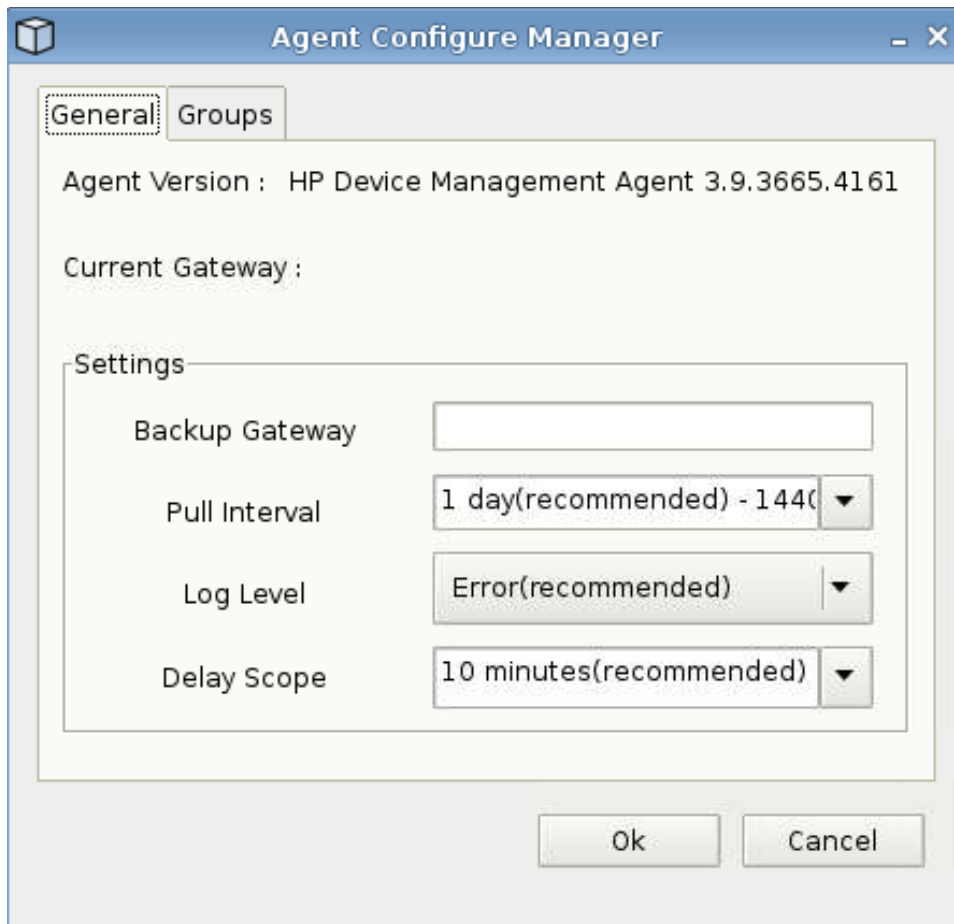 Agent Configure Manager
General Groups
Agent Version : HP Device Management Agent 3.9.3665.4161
Current Gateway :
Settings
Backup Gateway
Pull Interval 1 day(recommended) - 1440
Log Level Error(recommended)
Delay Scope 10 minutes(recommended)
Ok Cancel